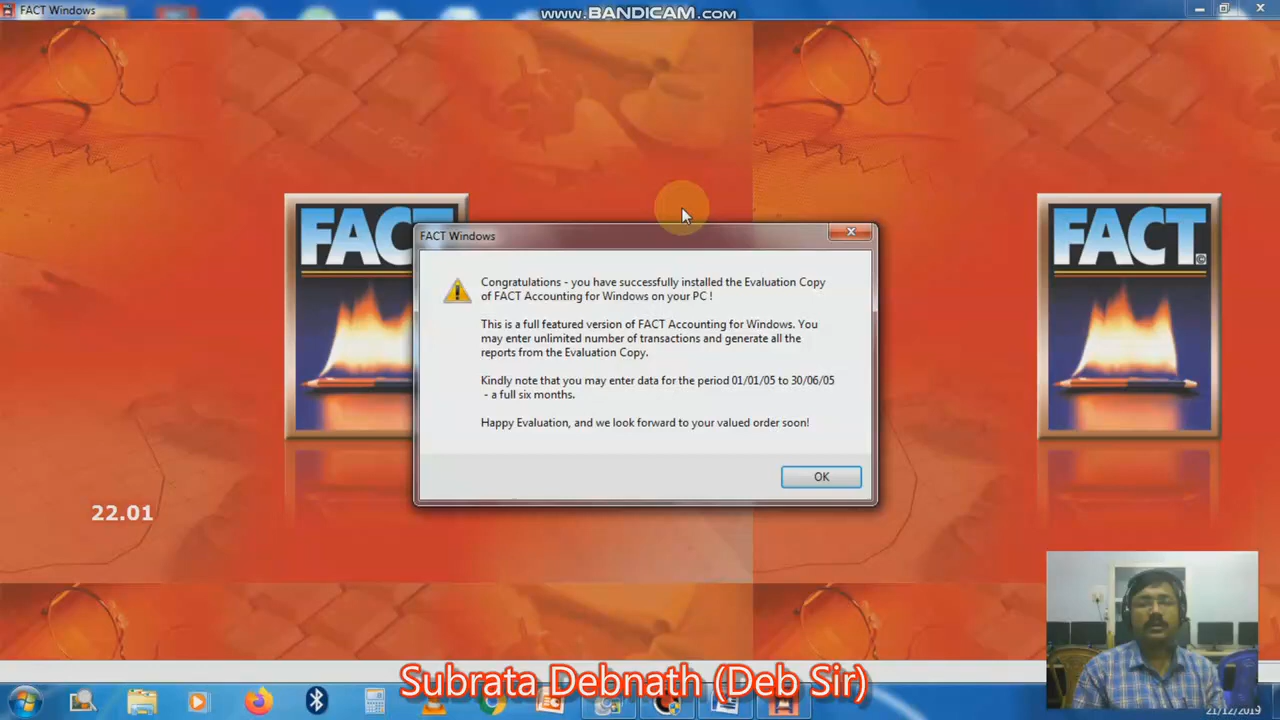 FACT Windows
www.BANDICAM.com
FACT
FACT
FACT Windows
Congratulations - you have successfully installed the Evaluation Copy
of FACT Accounting for Windows on your PC !
This is a full featured version of FACT Accounting for Windows. You
may enter unlimited number of transactions and generate all the
reports from the Evaluation Copy.
Kindly note that you may enter data for the period 01/01/05 to 30/06/05
- a full six months.
Happy Evaluation, and we look forward to your valued order soon!
OK
22.01
Subrata Debnath (Deb Sir)
21/12/2019